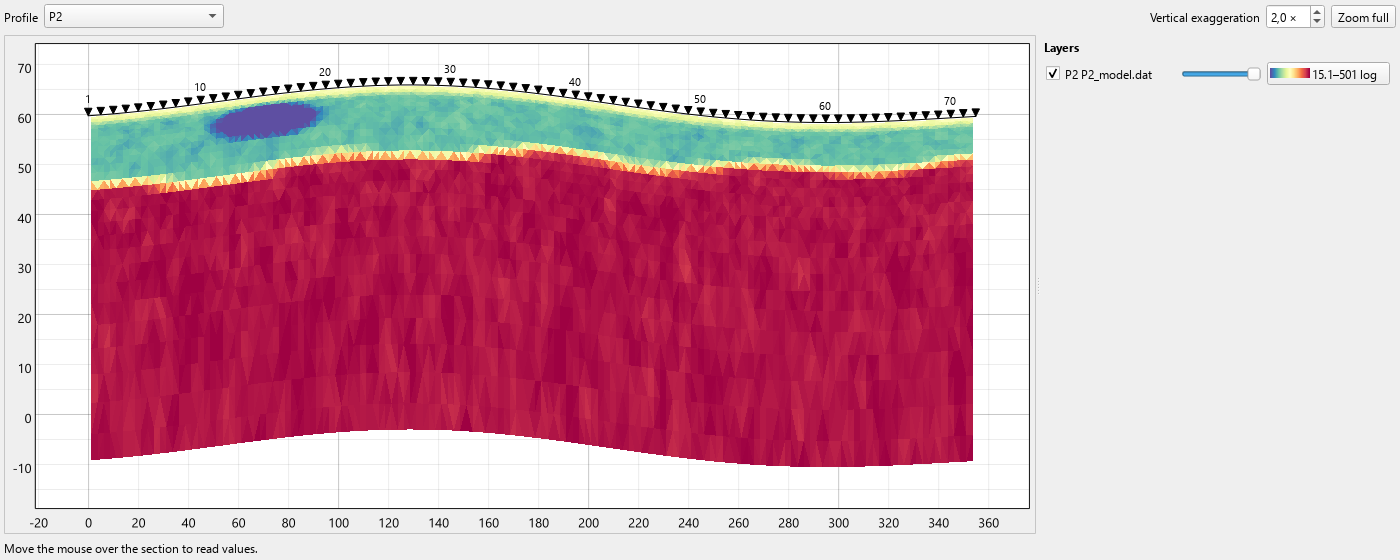 Profile P2 Vertical exaggeration 2,0 × Zoom full
Layers
P2 P2_model.dat 15.1–501 log
1 10 20 30 40 50 60 70
70
60
50
40
30
20
10
0
-10
-20 0 20 40 60 80 100 120 140 160 180 200 220 240 260 280 300 320 340 360
Move the mouse over the section to read values.